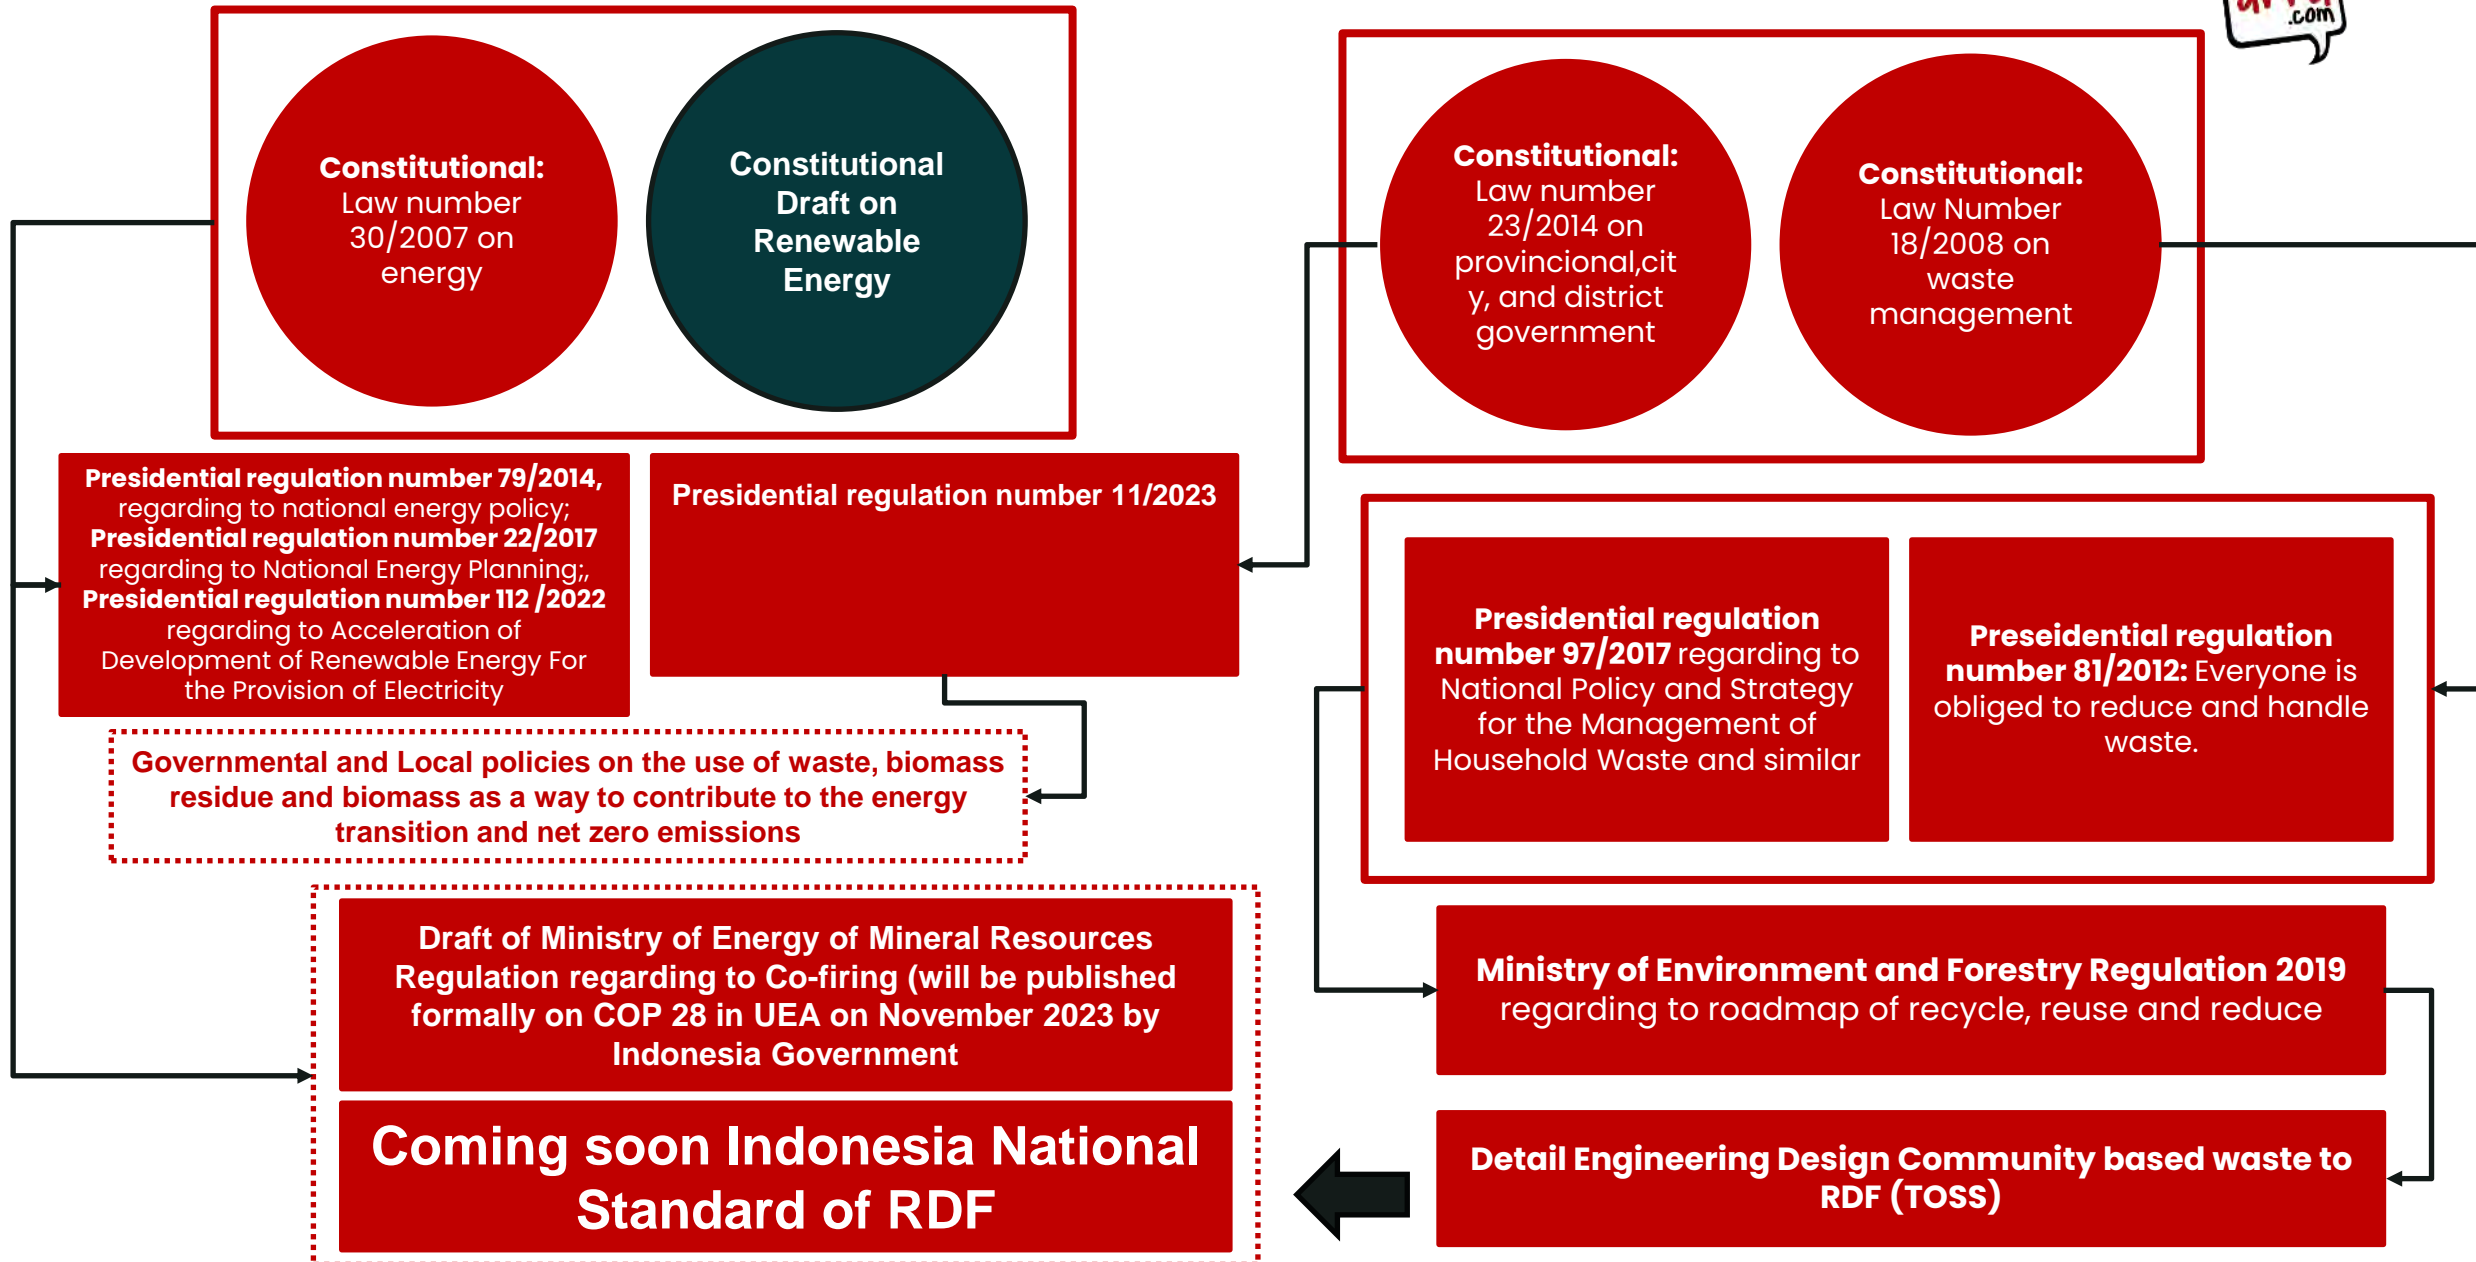 Constitutional:
Law number
30/2007 on
energy
Constitutional
Draft on
Renewable
Energy
Constitutional:
Law number
23/2014 on
provincional,cit
y, and district
government
Constitutional:
Law Number
18/2008 on
waste
management
.com
Presidential regulation number 79/2014,
regarding to national energy policy;
Presidential regulation number 22/2017
regarding to National Energy Planning;,
Presidential regulation number 112 /2022
regarding to Acceleration of
Development of Renewable Energy For
the Provision of Electricity
Presidential regulation number 11/2023
Presidential regulation
number 97/2017 regarding to
National Policy and Strategy
for the Management of
Household Waste and similar
Preseidential regulation
number 81/2012: Everyone is
obliged to reduce and handle
waste.
Governmental and Local policies on the use of waste, biomass
residue and biomass as a way to contribute to the energy
transition and net zero emissions
Draft of Ministry of Energy of Mineral Resources
Regulation regarding to Co-firing (will be published
formally on COP 28 in UEA on November 2023 by
Indonesia Government
Ministry of Environment and Forestry Regulation 2019
regarding to roadmap of recycle, reuse and reduce
Coming soon Indonesia National
Standard of RDF
Detail Engineering Design Community based waste to
RDF (TOSS)